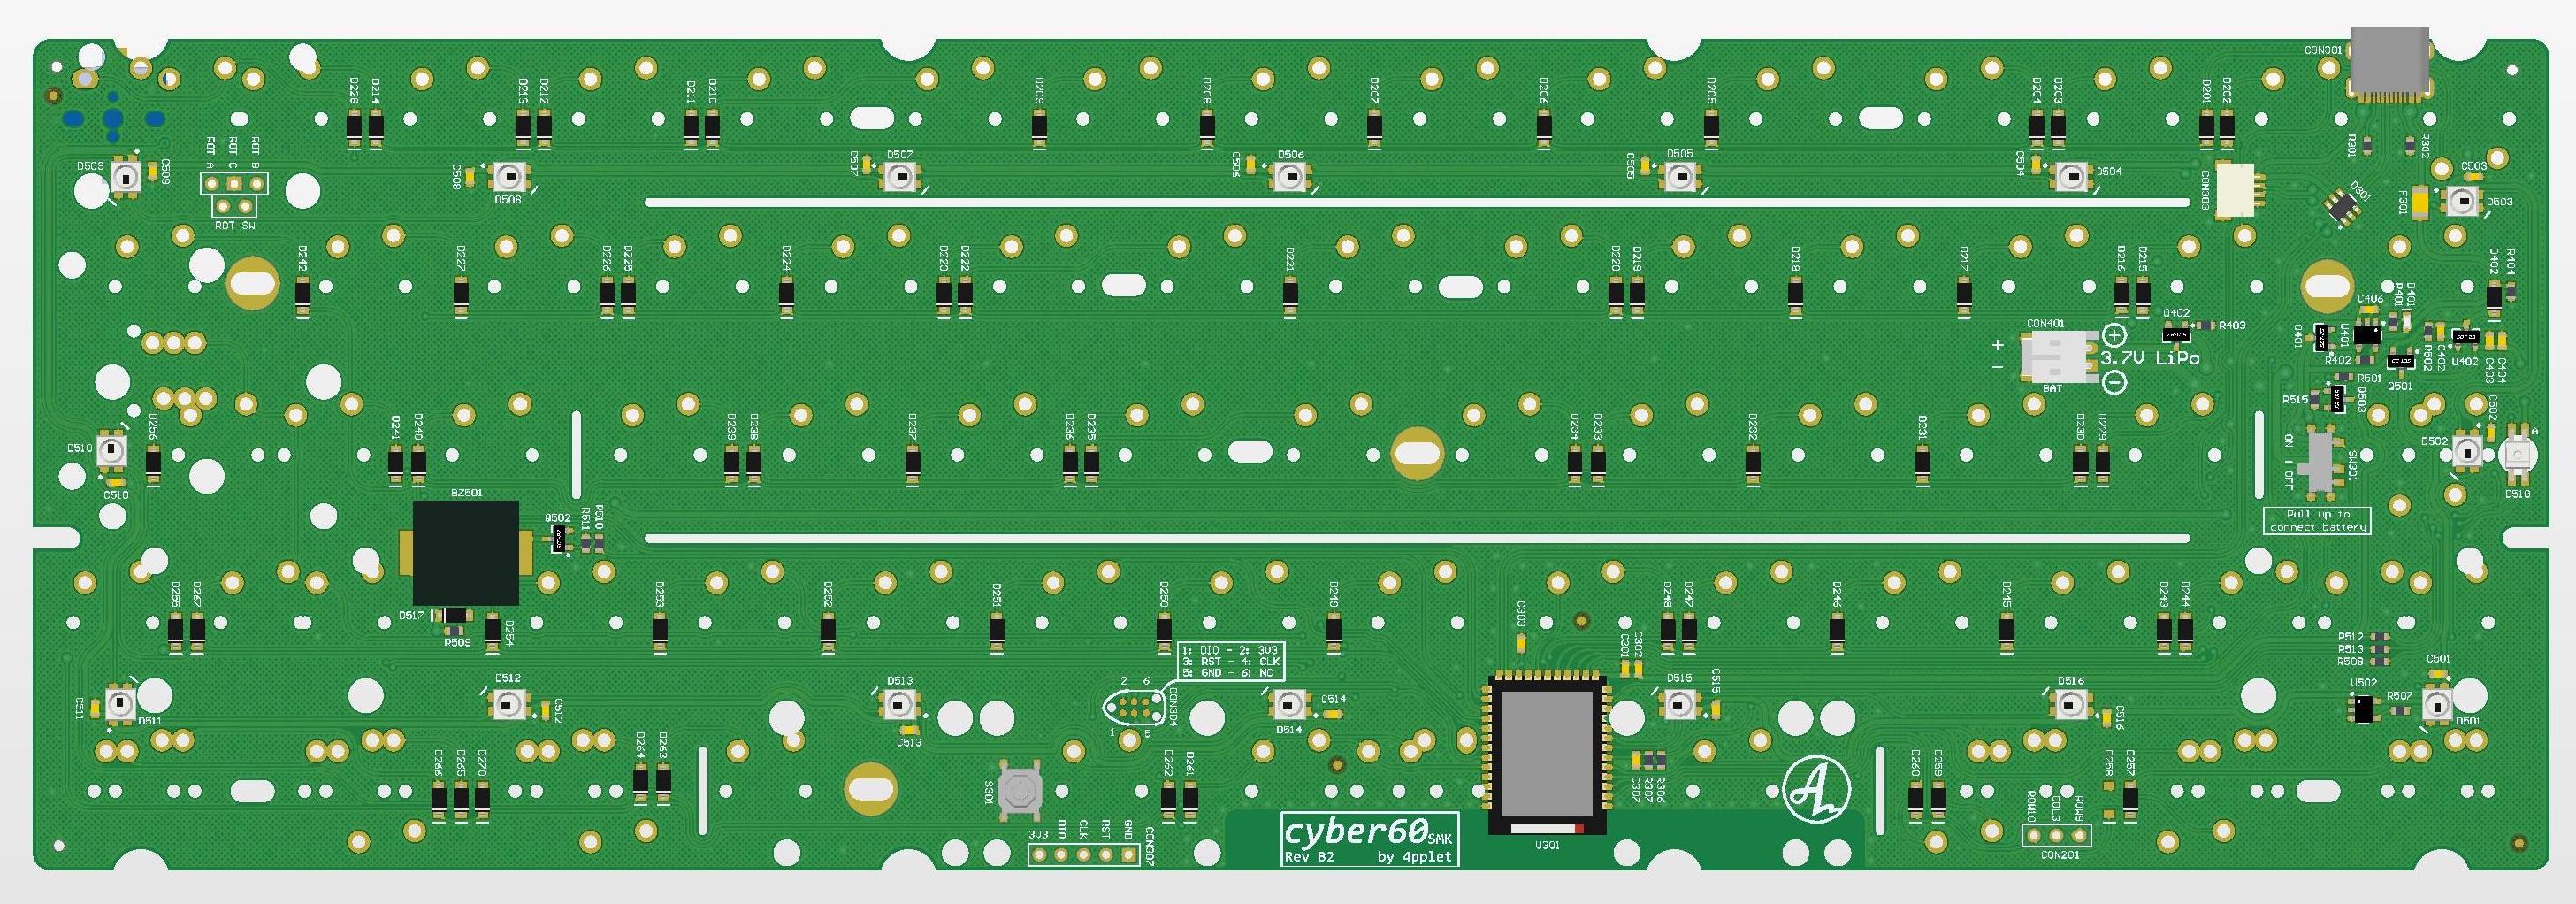 CON301
D228 D214 D213 D212 D211 D210 D209 D208 D207 D206 D205 D204 D203 D201 D202
ROT A
ROT C
ROT B
R301 R302
D509 C509 C508 D508 C507 D507 C506 D506 C505 D505 C504 D504 CON303 D301 F301 C503 D503
ROT SW
D242 D227 D226 D225 D224 D223 D222 D221 D220 D219 D218 D217 D216 D215 D402 R404
CON401
Q402 R403
C406 R401 D401
+
-
3.7V LiPo
BAT
Q401 U401 R402 Q501 R502 C402 U402 C403 C404
R501
R515 Q503
C502
D510 D256 D241 D240 D239 D238 D237 D236 D235 D234 D233 D232 D231 D230 D229 D502 A
ON
OFF
SW301
C510
BZ501
D518
Pull up to
connect battery
Q502 R511 R510
D255 D267 D517 R509 D254 D253 D252 D251 D250 D249 C303 C301 C302 D248 D247 D246 D245 D243 D244
R512
R513
R508
1: DIO - 2: 3V3
3: RST - 4: CLK
5: GND - 6: NC
C511 D511 D512 C512 D513 C513
2 6
1 5
CON304
D514 C514 D515 C515 D516 C516 U502 R507 C501 D501
D266 D265 D270 D264 D263 S301 D262 D261 C307 R307 R306 D260 D259 D258 D257
3V3 DIO CLK RST GND
CON307
cyber60 SMK
Rev B2 by 4pplet
U301
ROW10 COL3 ROW9
CON201